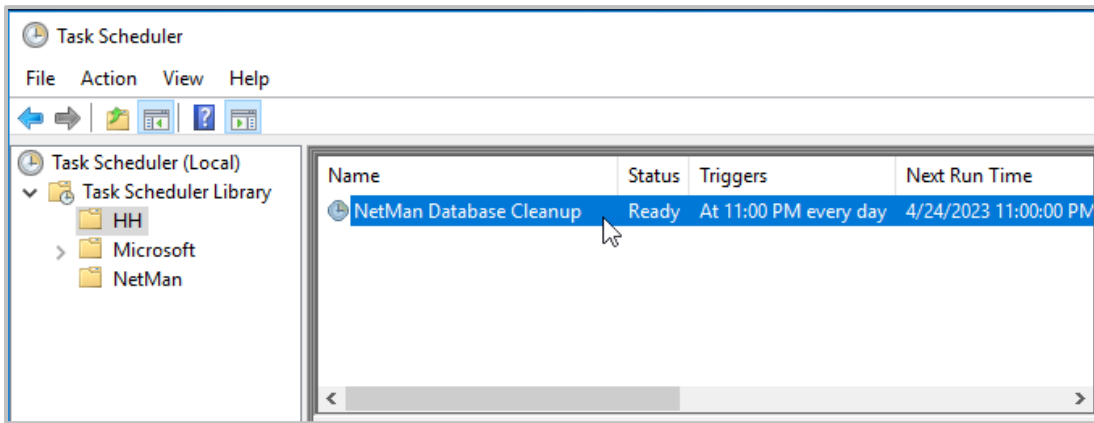 Task Scheduler
File Action View Help
Task Scheduler (Local)
Task Scheduler Library
HH
Microsoft
NetMan
Name Status Triggers Next Run Time
NetMan Database Cleanup Ready At 11:00 PM every day 4/24/2023 11:00:00 PM